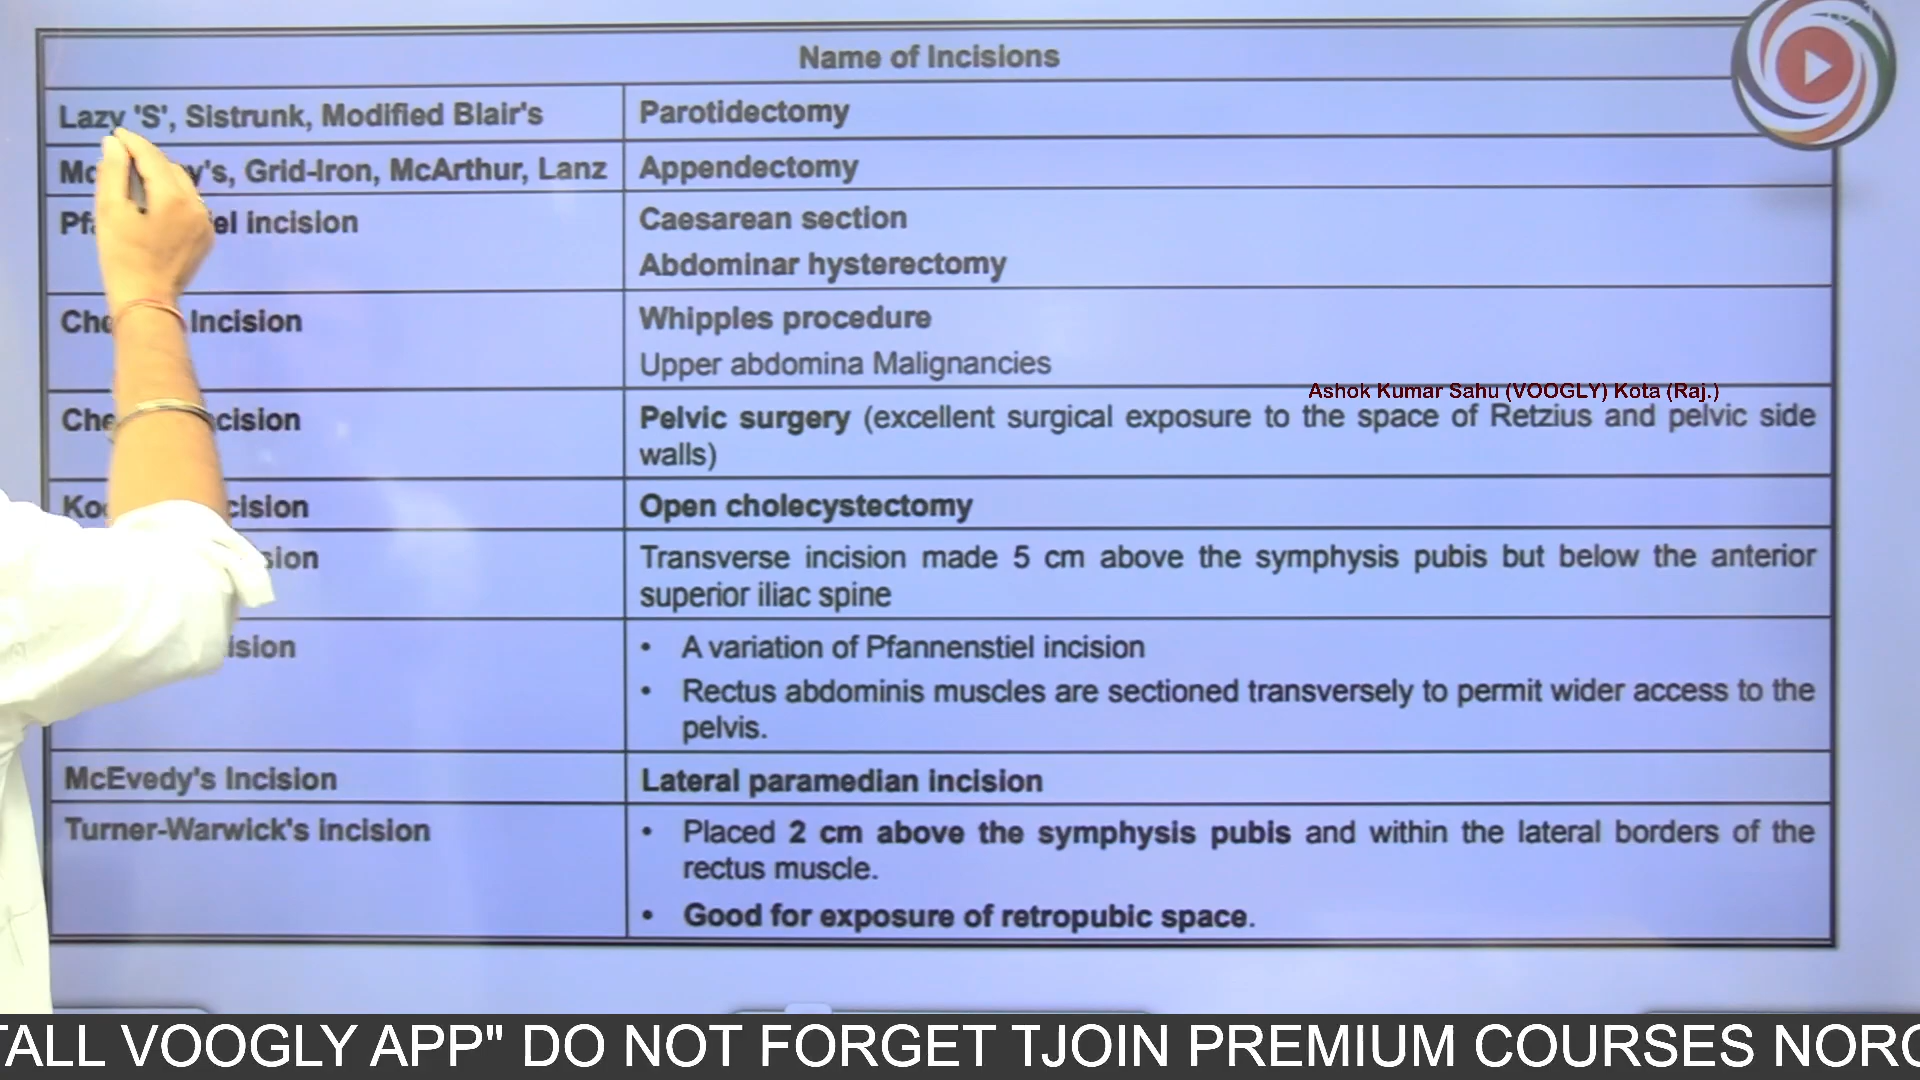 Name of Incisions
Lazy 'S', Sistrunk, Modified Blair's
Parotidectomy
Grid-Iron, McArthur, Lanz
Appendectomy
incision
Caesarean section
Abdominar hysterectomy
Incision
Whipples procedure
Upper abdomina Malignancies
Ashok Kumar Sahu (VOOGLY) Kota (Raj.)
Pelvic surgery (excellent surgical exposure to the space of Retzius and pelvic side
walls)
Open cholecystectomy
Transverse incision made 5 cm above the symphysis pubis but below the anterior
superior iliac spine
• A variation of Pfannenstiel incision
• Rectus abdominis muscles are sectioned transversely to permit wider access to the
pelvis.
McEvedy's Incision
Lateral paramedian incision
Turner-Warwick's incision
• Placed 2 cm above the symphysis pubis and within the lateral borders of the
rectus muscle.
• Good for exposure of retropubic space.
TALL VOOGLY APP" DO NOT FORGET TJOIN PREMIUM COURSES